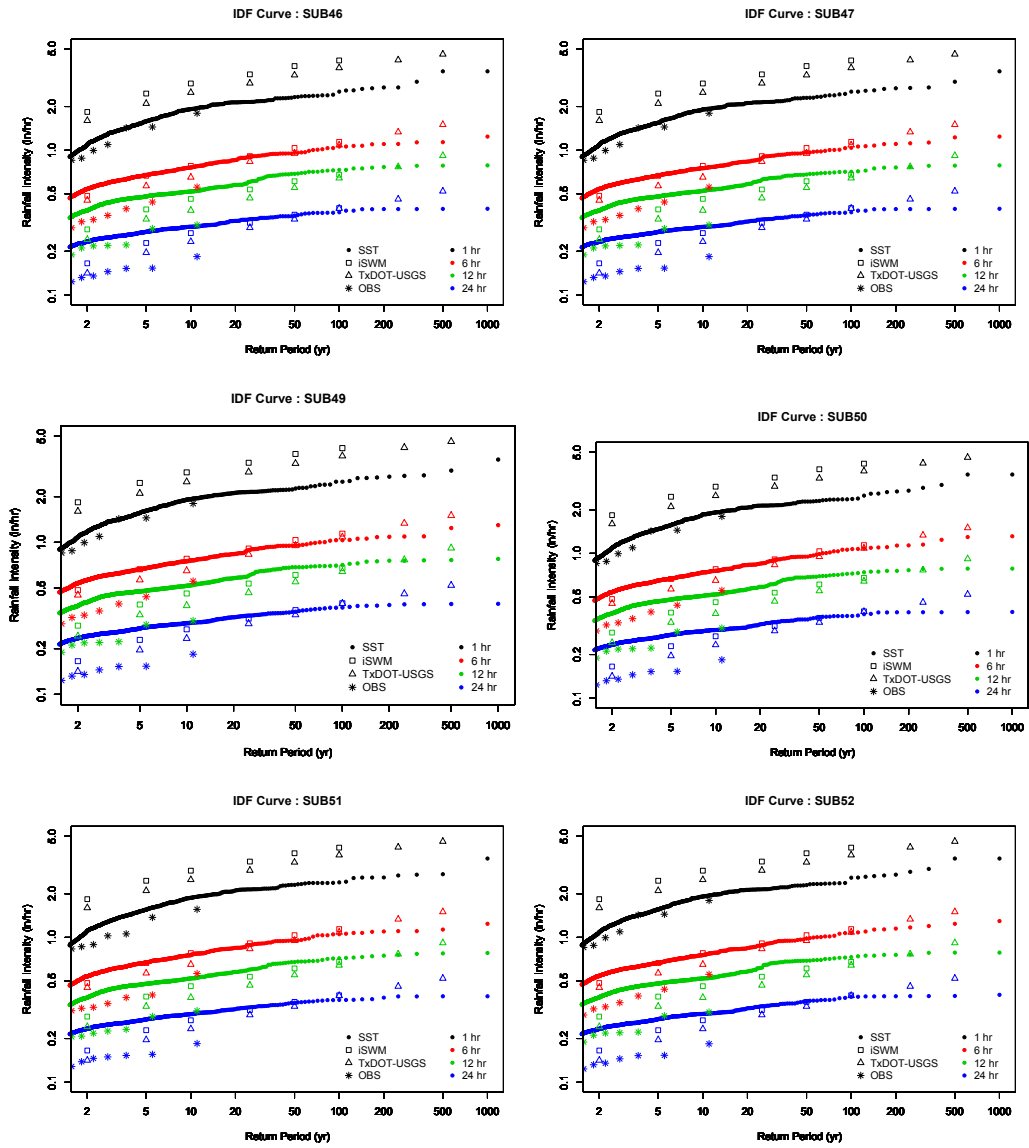 IDF Curve : SUB46
Rainfall Intensity (in/hr)
5.0
2.0
1.0
0.5
0.2
0.1
SST
iSWM
TxDOT-USGS
OBS
1 hr
6 hr
12 hr
24 hr
2 5 10 20 50 100 200 500 1000
Return Period (yr)
IDF Curve : SUB47
Rainfall Intensity (in/hr)
5.0
2.0
1.0
0.5
0.2
0.1
SST
iSWM
TxDOT-USGS
OBS
1 hr
6 hr
12 hr
24 hr
2 5 10 20 50 100 200 500 1000
Return Period (yr)
IDF Curve : SUB49
Rainfall Intensity (in/hr)
5.0
2.0
1.0
0.5
0.2
0.1
SST
iSWM
TxDOT-USGS
OBS
1 hr
6 hr
12 hr
24 hr
2 5 10 20 50 100 200 500 1000
Return Period (yr)
IDF Curve : SUB50
Rainfall Intensity (in/hr)
5.0
2.0
1.0
0.5
0.2
0.1
SST
iSWM
TxDOT-USGS
OBS
1 hr
6 hr
12 hr
24 hr
2 5 10 20 50 100 200 500 1000
Return Period (yr)
IDF Curve : SUB51
Rainfall Intensity (in/hr)
5.0
2.0
1.0
0.5
0.2
0.1
SST
iSWM
TxDOT-USGS
OBS
1 hr
6 hr
12 hr
24 hr
2 5 10 20 50 100 200 500 1000
Return Period (yr)
IDF Curve : SUB52
Rainfall Intensity (in/hr)
5.0
2.0
1.0
0.5
0.2
0.1
SST
iSWM
TxDOT-USGS
OBS
1 hr
6 hr
12 hr
24 hr
2 5 10 20 50 100 200 500 1000
Return Period (yr)